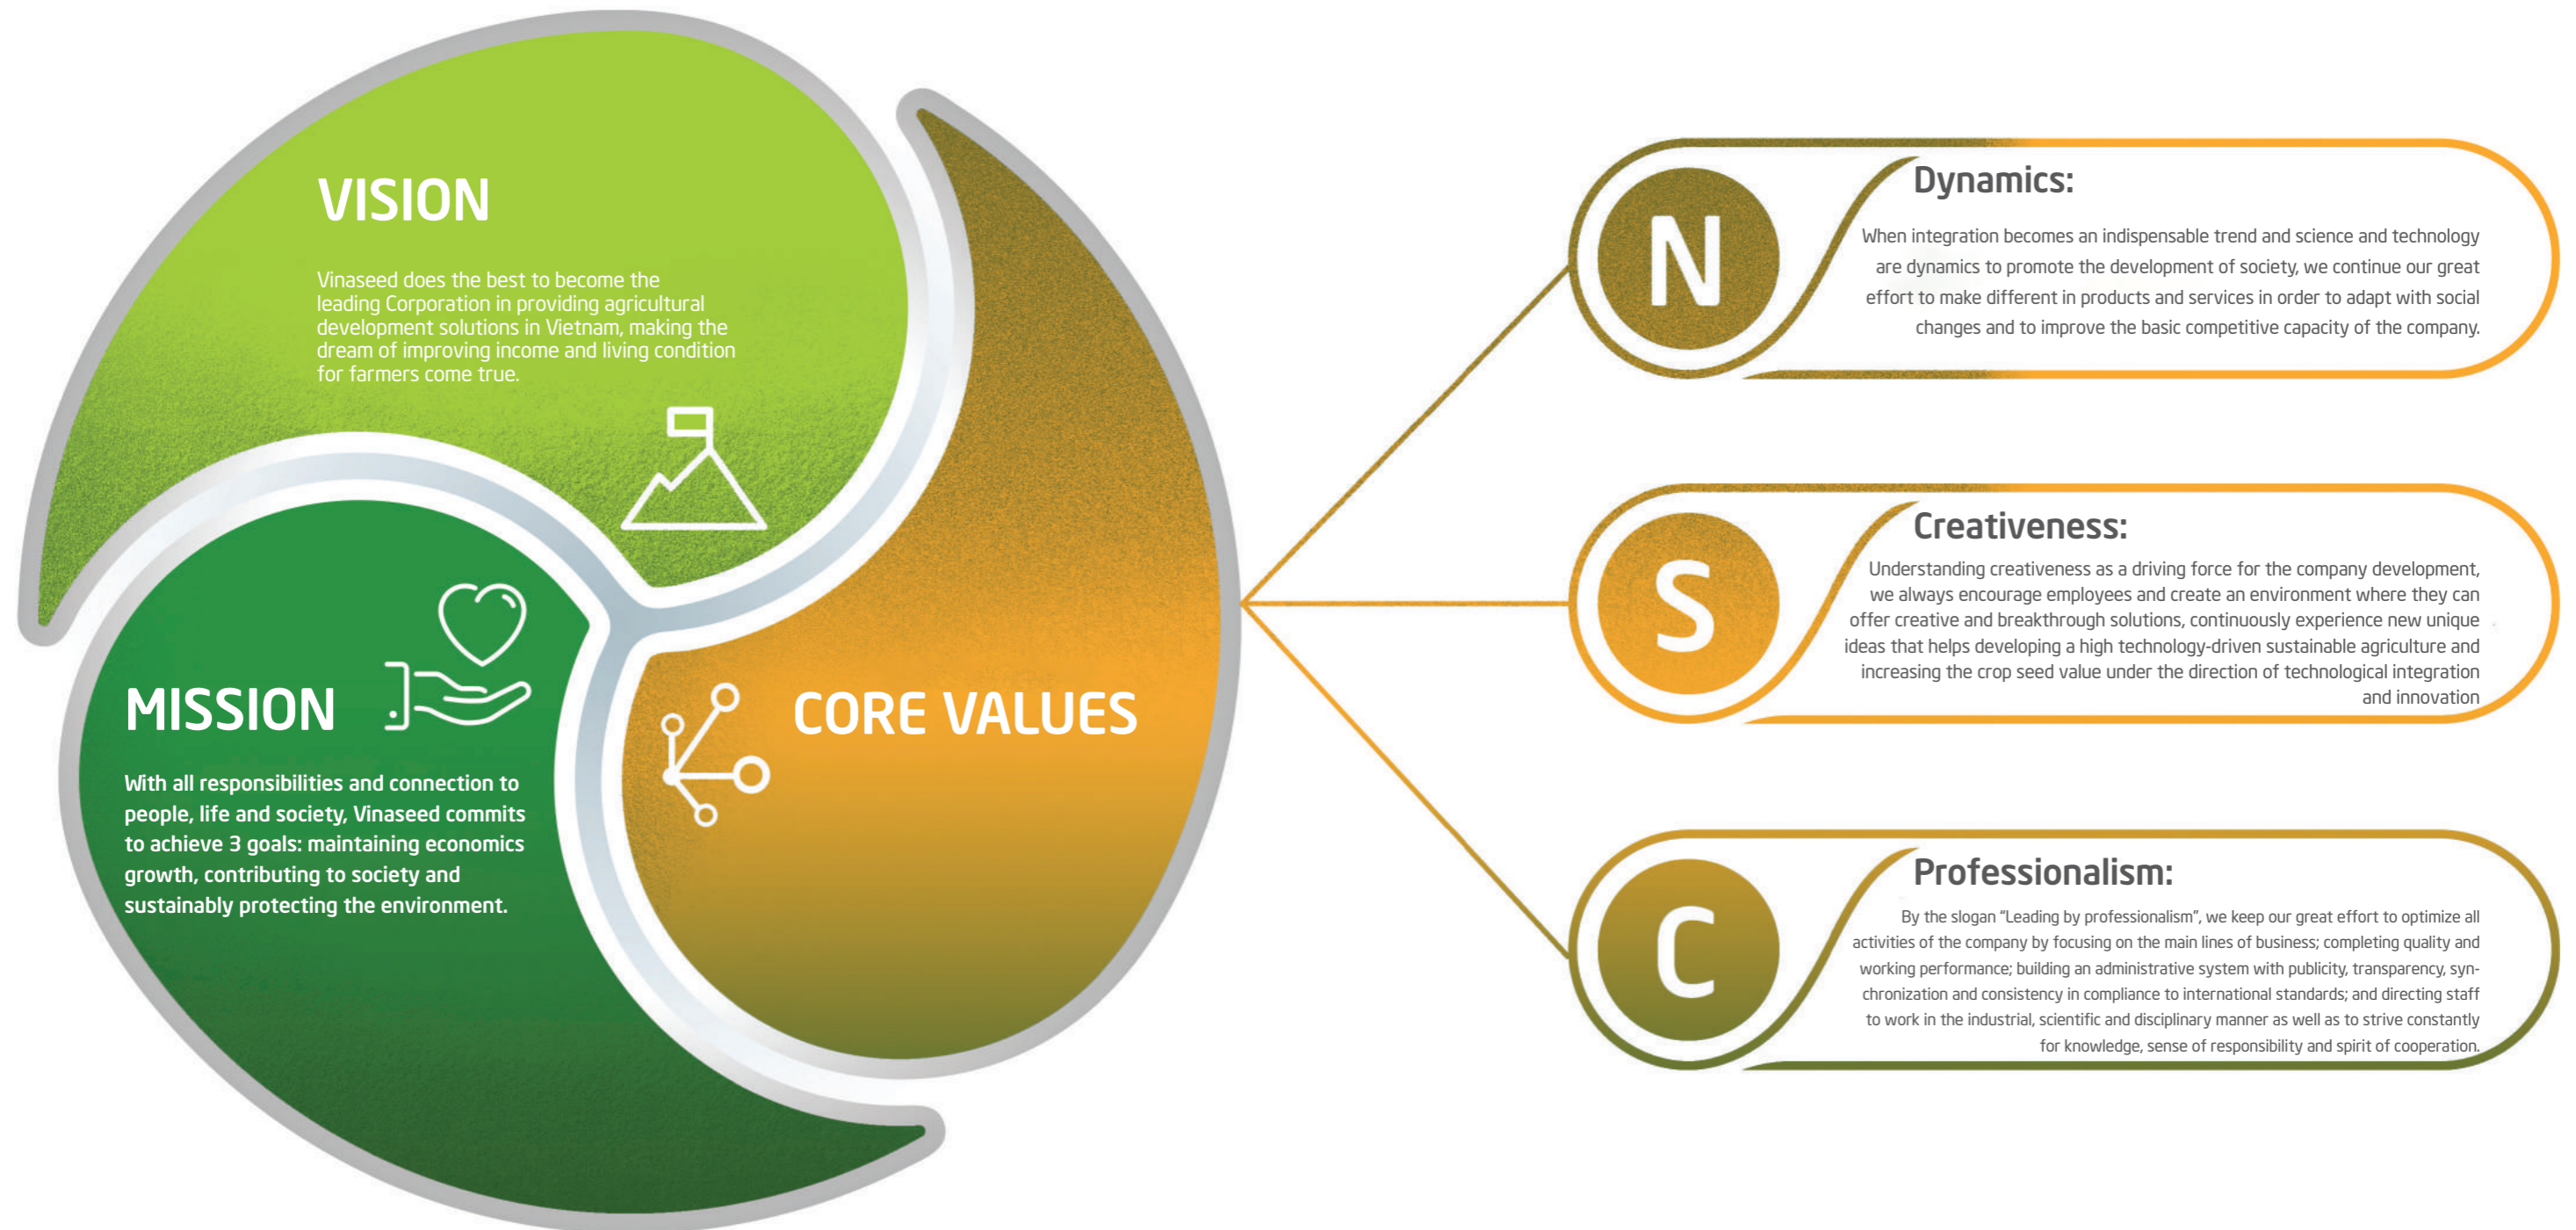 VISION
Vinaseed does the best to become the
leading Corporation in providing agricultural
development solutions in Vietnam, making the
dream of improving income and living condition
for farmers come true.
MISSION
With all responsibilities and connection to
people, life and society, Vinaseed commits
to achieve 3 goals: maintaining economics
growth, contributing to society and
sustainably protecting the environment.
CORE VALUES
N
Dynamics:
When integration becomes an indispensable trend and science and technology
are dynamics to promote the development of society, we continue our great
effort to make different in products and services in order to adapt with social
changes and to improve the basic competitive capacity of the company.
S
Creativeness:
Understanding creativeness as a driving force for the company development,
we always encourage employees and create an environment where they can
offer creative and breakthrough solutions, continuously experience new unique
ideas that helps developing a high technology-driven sustainable agriculture and
increasing the crop seed value under the direction of technological integration
and innovation
C
Professionalism:
By the slogan “Leading by professionalism”, we keep our great effort to optimize all
activities of the company by focusing on the main lines of business; completing quality and
working performance; building an administrative system with publicity, transparency, syn-
chronization and consistency in compliance to international standards; and directing staff
to work in the industrial, scientific and disciplinary manner as well as to strive constantly
for knowledge, sense of responsibility and spirit of cooperation.